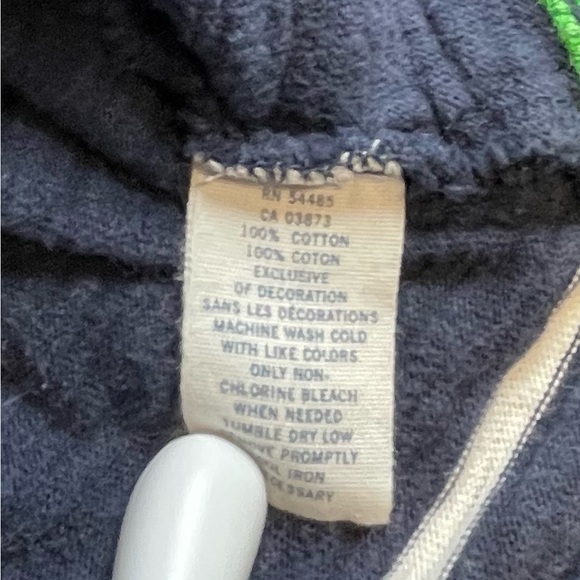 RN 54485
CA 03873
100% COTTON
100% COTON
EXCLUSIVE
OF DECORATION
SANS LES DÉCORATIONS
MACHINE WASH COLD
WITH LIKE COLORS
ONLY NON-
CHLORINE BLEACH
WHEN NEEDED
TUMBLE DRY LOW
PROMPTLY
IRON